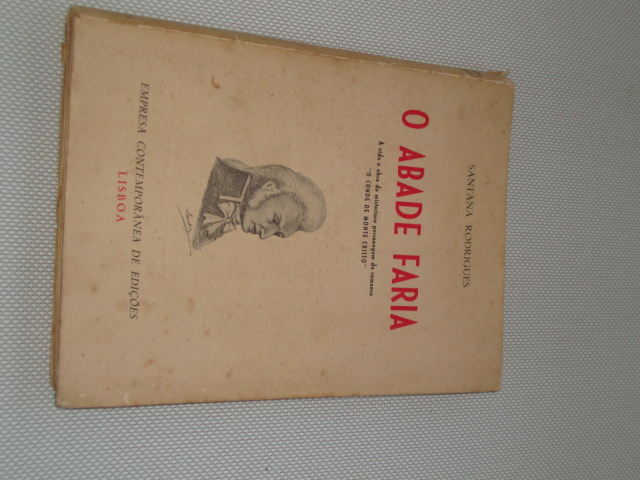 SANTANA RODRIGUES
O ABADE FARIA
A vida e obra do misterioso personagem do romance
"O CONDE DE MONTE CRISTO"
EMPRESA CONTEMPORÂNEA DE EDIÇÕES
LISBOA